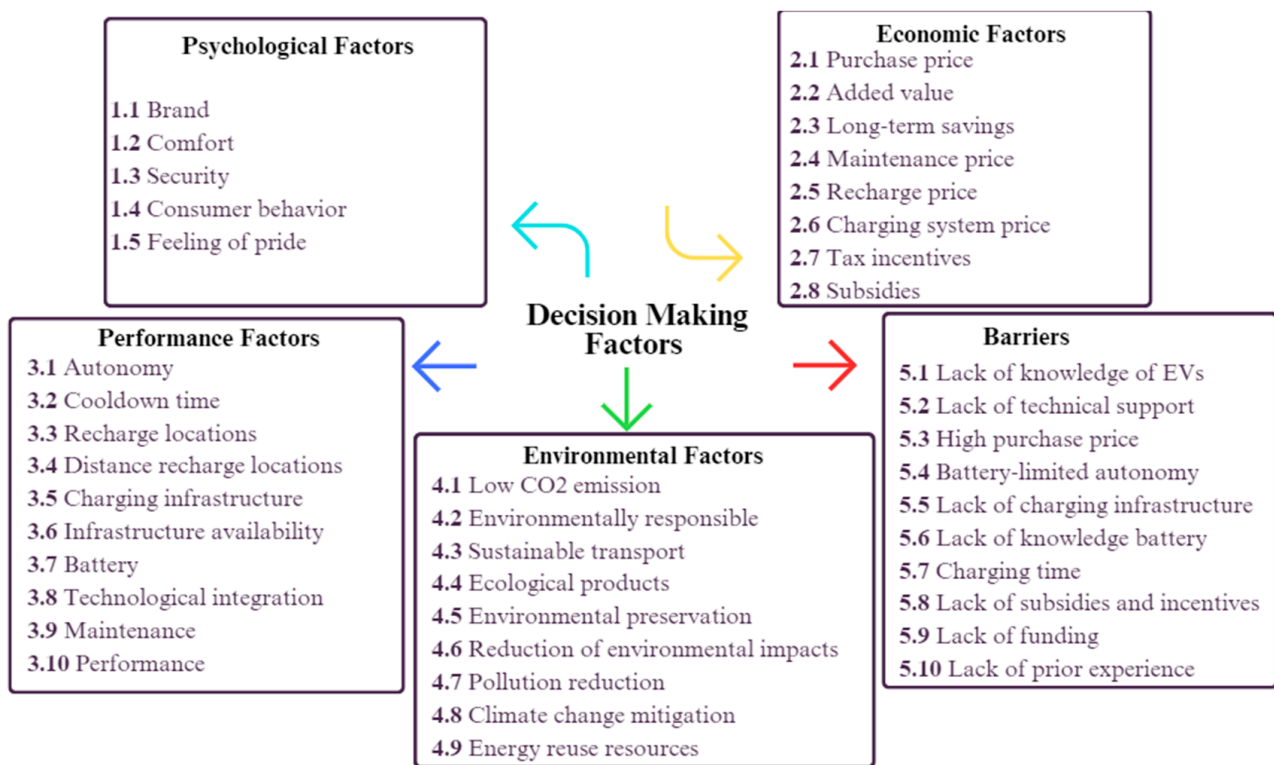 Psychological Factors
1.1 Brand
1.2 Comfort
1.3 Security
1.4 Consumer behavior
1.5 Feeling of pride
Economic Factors
2.1 Purchase price
2.2 Added value
2.3 Long-term savings
2.4 Maintenance price
2.5 Recharge price
2.6 Charging system price
2.7 Tax incentives
2.8 Subsidies
Decision Making
Factors
Performance Factors
3.1 Autonomy
3.2 Cooldown time
3.3 Recharge locations
3.4 Distance recharge locations
3.5 Charging infrastructure
3.6 Infrastructure availability
3.7 Battery
3.8 Technological integration
3.9 Maintenance
3.10 Performance
Environmental Factors
4.1 Low CO2 emission
4.2 Environmentally responsible
4.3 Sustainable transport
4.4 Ecological products
4.5 Environmental preservation
4.6 Reduction of environmental impacts
4.7 Pollution reduction
4.8 Climate change mitigation
4.9 Energy reuse resources
Barriers
5.1 Lack of knowledge of EVs
5.2 Lack of technical support
5.3 High purchase price
5.4 Battery-limited autonomy
5.5 Lack of charging infrastructure
5.6 Lack of knowledge battery
5.7 Charging time
5.8 Lack of subsidies and incentives
5.9 Lack of funding
5.10 Lack of prior experience